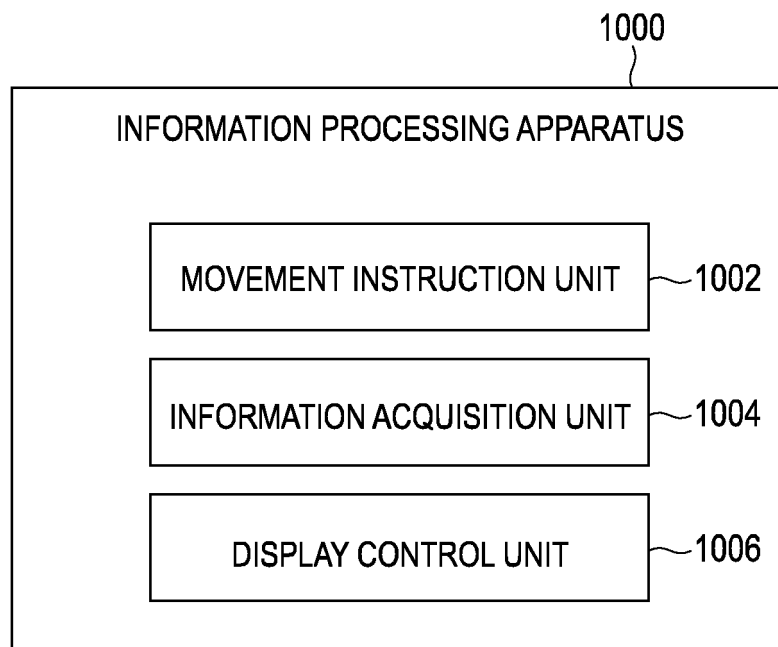 1000
INFORMATION PROCESSING APPARATUS
MOVEMENT INSTRUCTION UNIT
1002
INFORMATION ACQUISITION UNIT
1004
DISPLAY CONTROL UNIT
1006